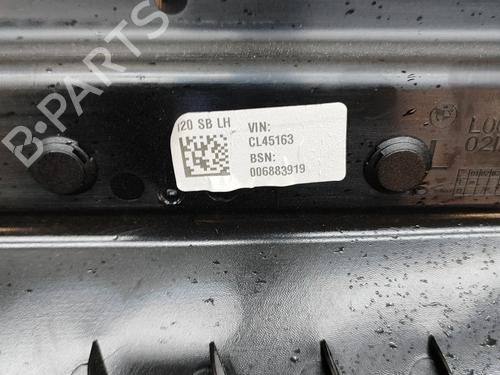 I20 SB LH
VIN:
CL45163
BSN:
006883919
L
B-Parts